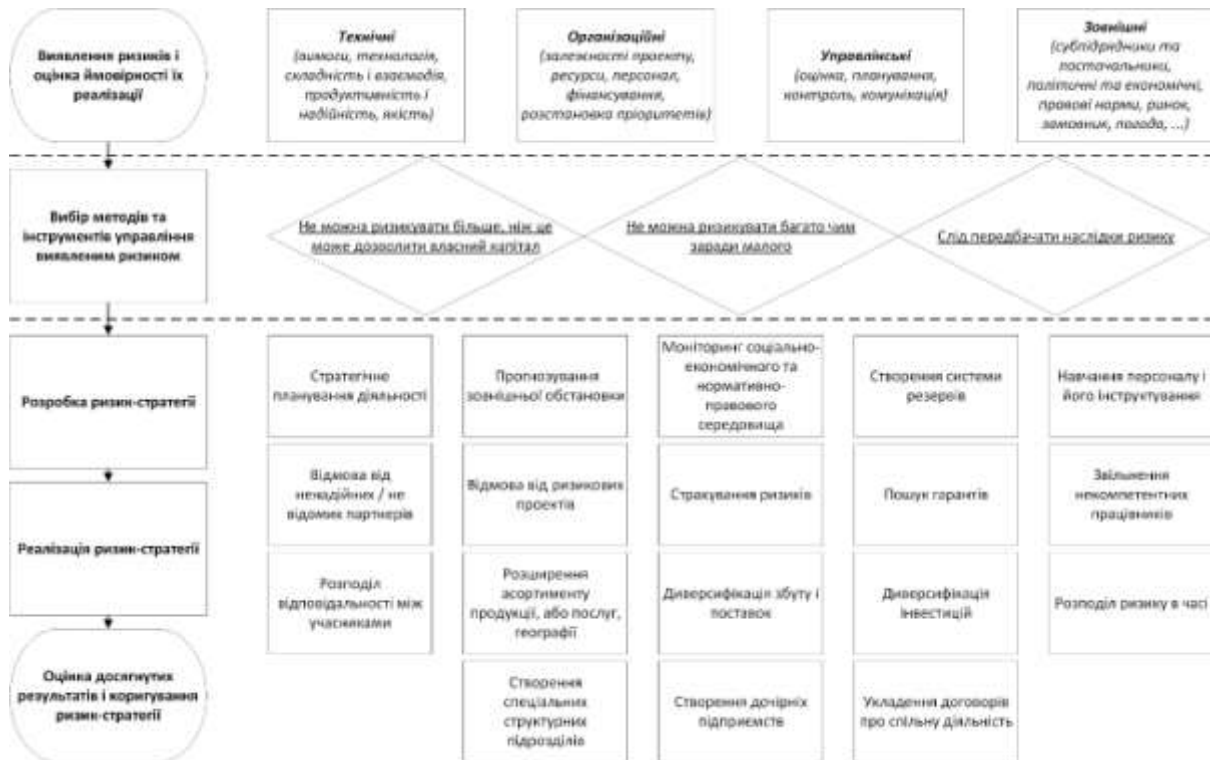 Виявлення ризиків і
оцінка ймовірності їх
реалізації
Технічні
(вимоги, технологія,
складність і взаємодія,
продуктивність і
надійність, якість)
Організаційні
(залежності проекту,
ресурси, персонал,
фінансування,
розстановка пріоритетів)
Управлінські
(оцінка, планування,
контроль, комунікація)
Зовнішні
(субпідрядники та
постачальники,
політичні та економічні,
правові норми, ринок,
замовник, погода, ...)
Вибір методів та
інструментів управління
виявленим ризиком
Не можна ризикувати більше, ніж це
може дозволити власний капітал
Не можна ризикувати багато чим
заради малого
Слід передбачати наслідки ризику
Розробка ризик-стратегії
Стратегічне
планування діяльності
Прогнозування
зовнішньої обстановки
Моніторинг соціально-
економічного та
нормативно-
правового
середовища
Створення системи
резервів
Навчання персоналу і
його інструктування
Реалізація ризик-стратегії
Відмова від
ненадійних / не
відомих партнерів
Відмова від ризикових
проектів
Страхування ризиків
Пошук гарантів
Звільнення
некомпетентних
працівників
Розподіл
відповідальності між
учасниками
Розширення
асортименту
продукції, або послуг,
географії
Диверсифікація збуту і
поставок
Диверсифікація
інвестицій
Розподіл ризику в часі
Оцінка досягнутих
результатів і коригування
ризик-стратегії
Створення
спеціальних
структурних
підрозділів
Створення дочірніх
підприємств
Укладення договорів
про спільну діяльність